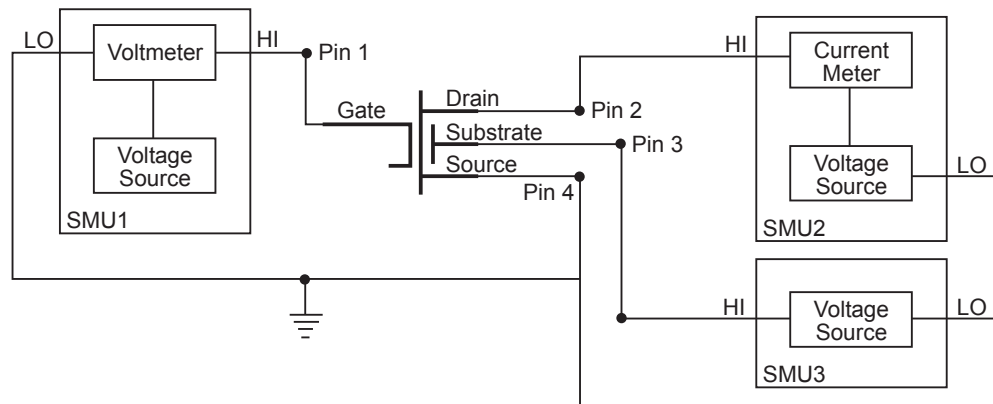 LO
Voltmeter
HI
Pin 1
Voltage
Source
SMU1
Gate
Drain
Pin 2
Substrate
Pin 3
Source
Pin 4
HI
Current
Meter
Voltage
Source
LO
SMU2
HI
Voltage
Source
LO
SMU3